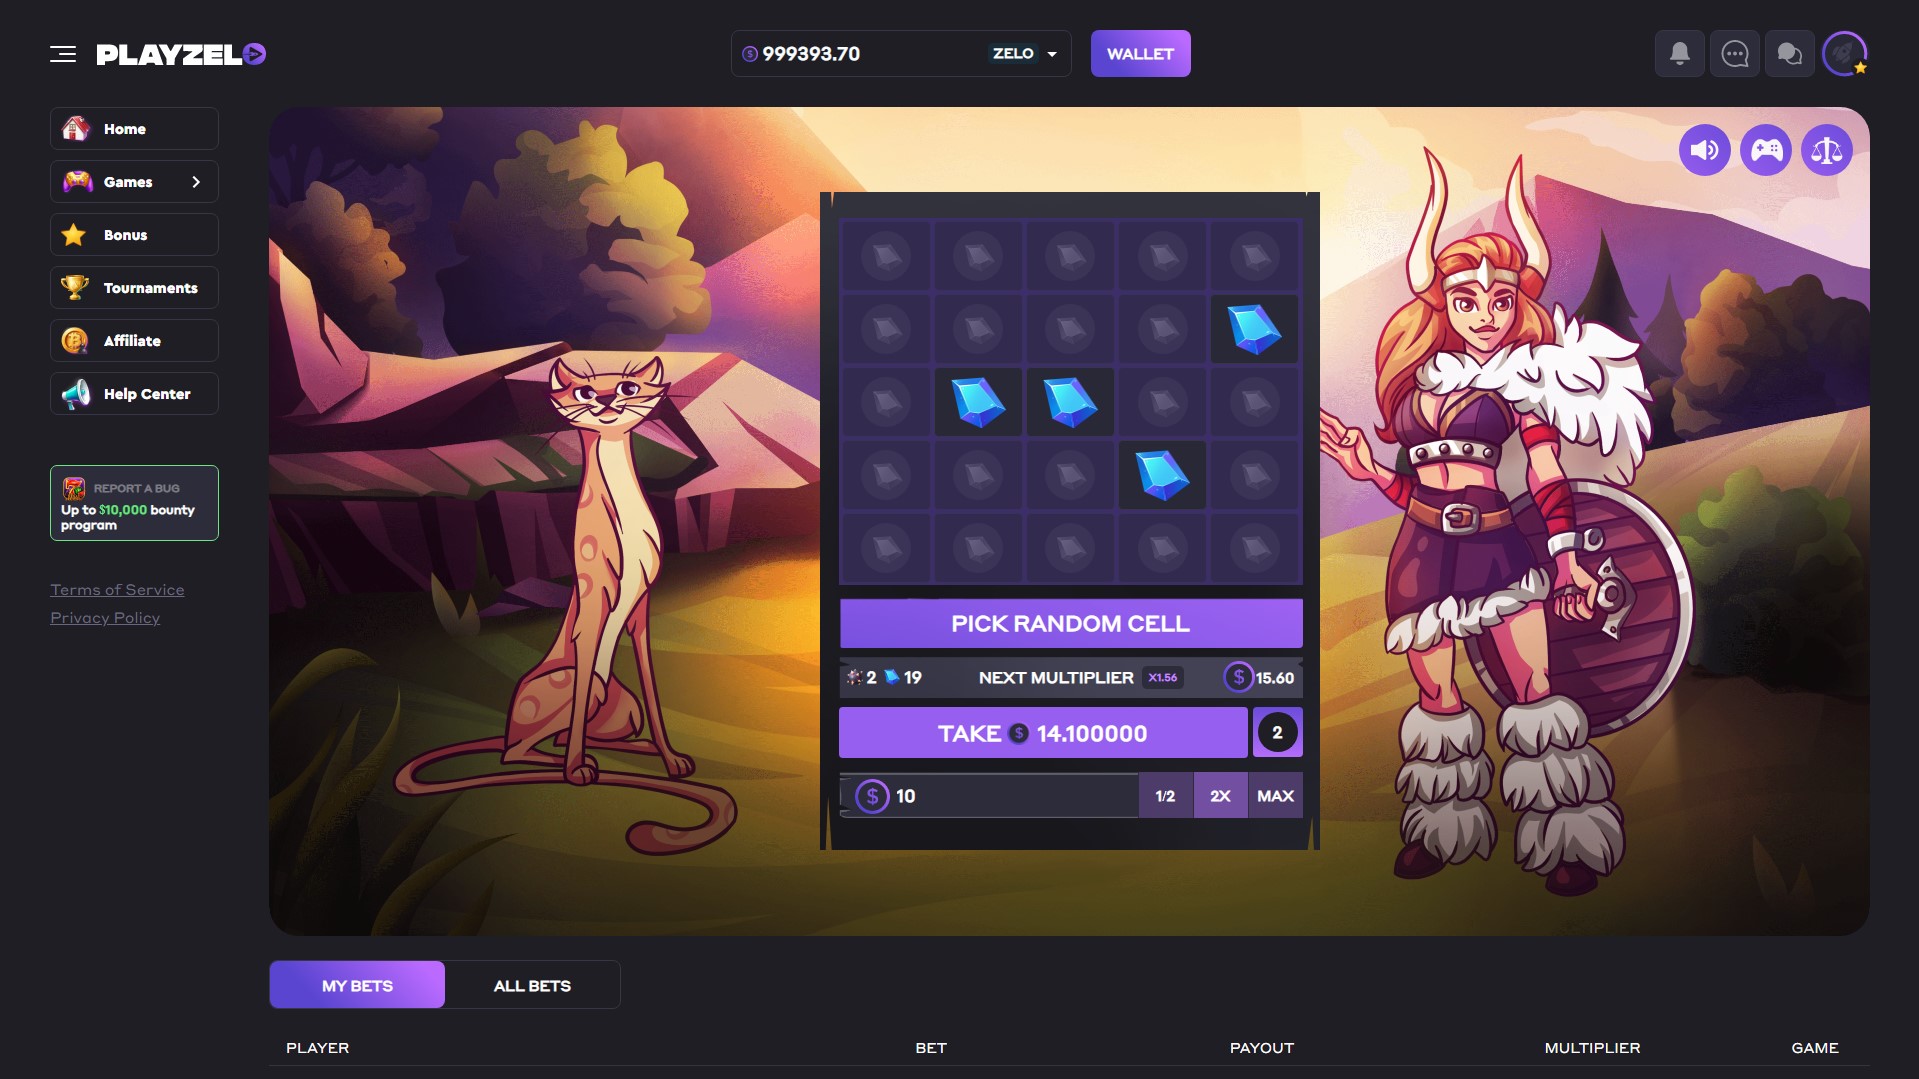 PLAYZELO
999393.70
ZELO
WALLET
Home
Games
Bonus
Tournaments
Affiliate
Help Center
REPORT A BUG
Up to $10,000 bounty
program
Terms of Service
Privacy Policy
PICK RANDOM CELL
2 19 NEXT MULTIPLIER X1.56 $ 15.60
TAKE $ 14.100000
2
$ 10
1/2 2X MAX
MY BETS
ALL BETS
PLAYER BET PAYOUT MULTIPLIER GAME